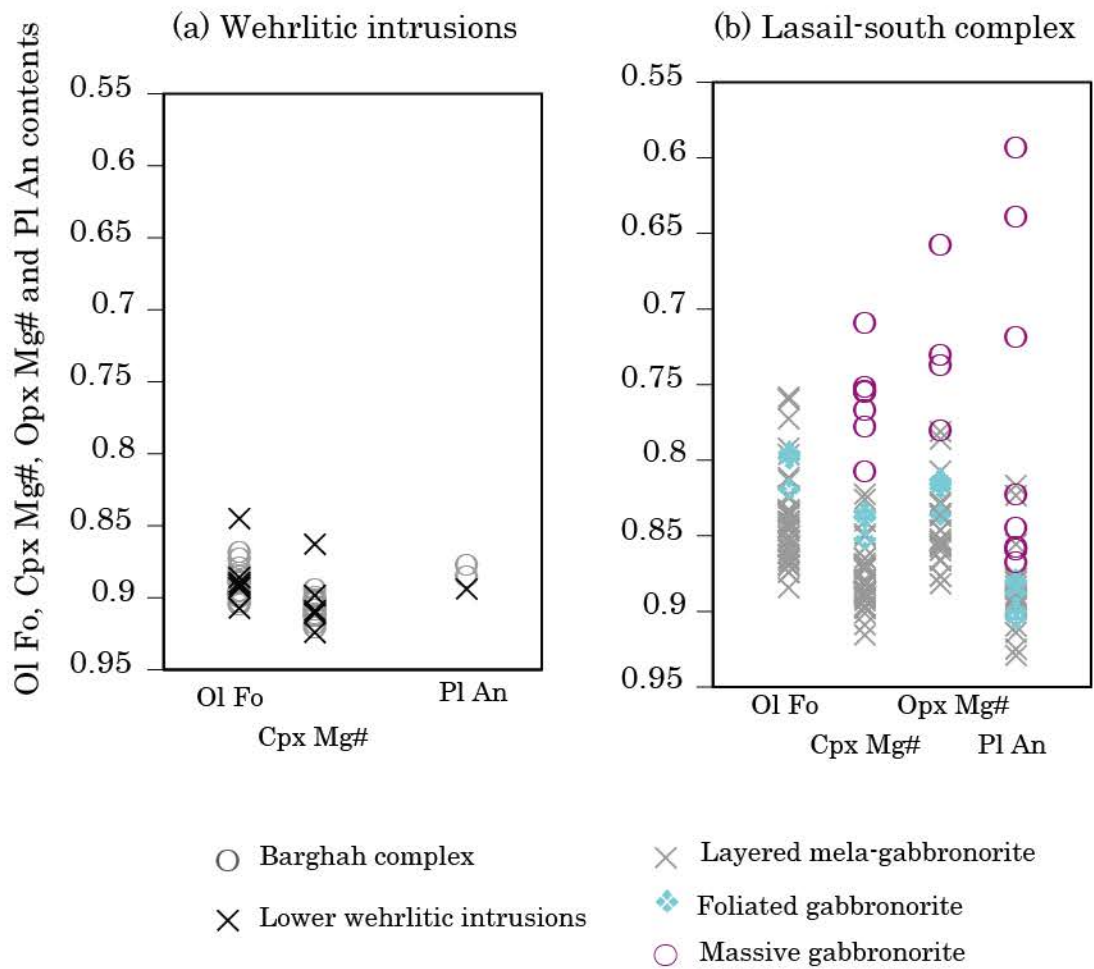 (a) Wehrlitic intrusions
(b) Lasail-south complex
Ol Fo, Cpx Mg#, Opx Mg# and Pl An contents
0.55
0.6
0.65
0.7
0.75
0.8
0.85
0.9
0.95
Ol Fo
Pl An
Cpx Mg#
0.55
0.6
0.65
0.7
0.75
0.8
0.85
0.9
0.95
Ol Fo
Opx Mg#
Cpx Mg#
Pl An
Barghah complex
Lower wehrlitic intrusions
Layered mela-gabbronorite
Foliated gabbronorite
Massive gabbronorite